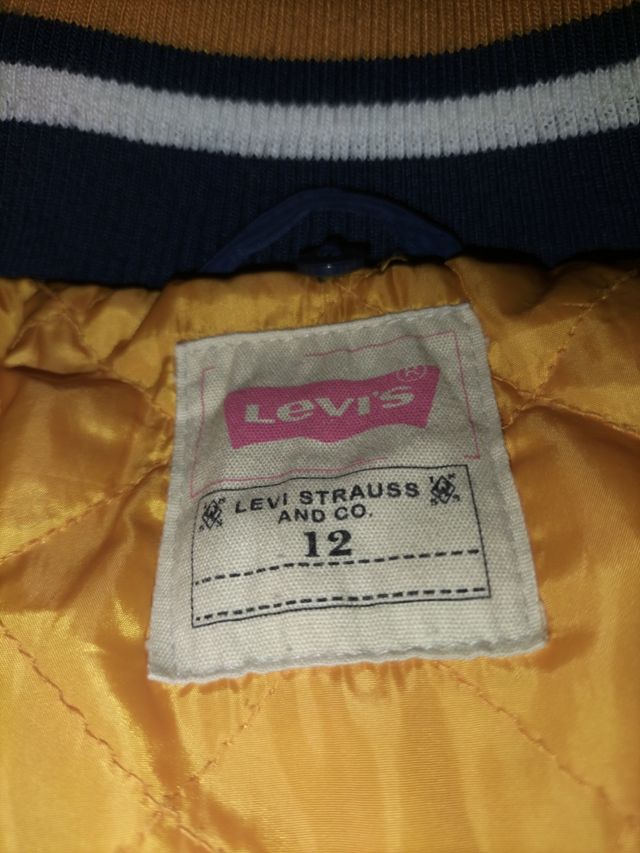 Levi's ®
LEVI STRAUSS
AND CO.
12